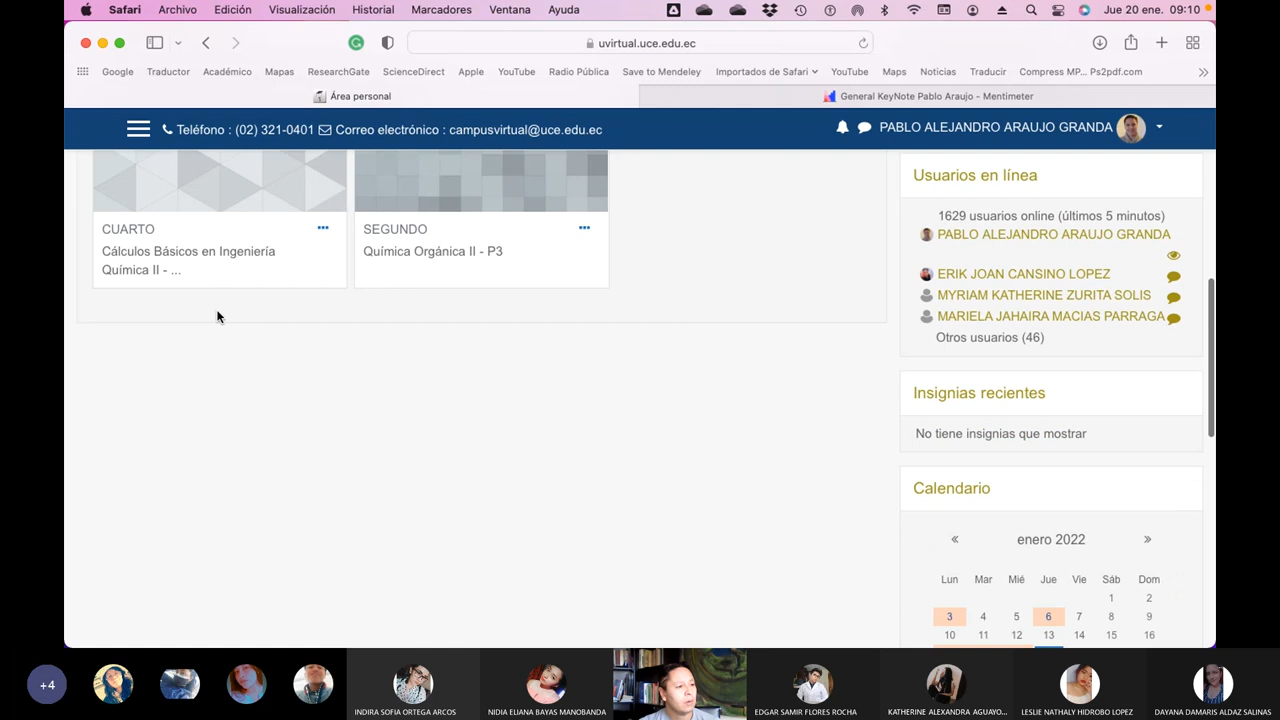 Safari Archivo Edición Visualización Historial Marcadores Ventana Ayuda Jue 20 ene. 09:10
uvirtual.uce.edu.ec
Google Traductor Académico Mapas ResearchGate ScienceDirect Apple YouTube Radio Pública Save to Mendeley Importados de Safari YouTube Maps Noticias Traducir Compress MP... Ps2pdf.com
Área personal General KeyNote Pablo Araujo - Mentimeter
Teléfono : (02) 321-0401 Correo electrónico : campusvirtual@uce.edu.ec PABLO ALEJANDRO ARAUJO GRANDA
CUARTO
Cálculos Básicos en Ingeniería
Química II - ...
SEGUNDO
Química Orgánica II - P3
Usuarios en línea
1629 usuarios online (últimos 5 minutos)
PABLO ALEJANDRO ARAUJO GRANDA
ERIK JOAN CANSINO LOPEZ
MYRIAM KATHERINE ZURITA SOLIS
MARIELA JAHAIRA MACIAS PARRAGA
Otros usuarios (46)
Insignias recientes
No tiene insignias que mostrar
Calendario
« enero 2022 »
Lun Mar Mié Jue Vie Sáb Dom
1 2
3 4 5 6 7 8 9
10 11 12 13 14 15 16
+4
INDIRA SOFIA ORTEGA ARCOS NIDIA ELIANA BAYAS MANOBANDA EDGAR SAMIR FLORES ROCHA KATHERINE ALEXANDRA AGUAYO... LESLIE NATHALY HIDROBO LOPEZ DAYANA DAMARIS ALDAZ SALINAS